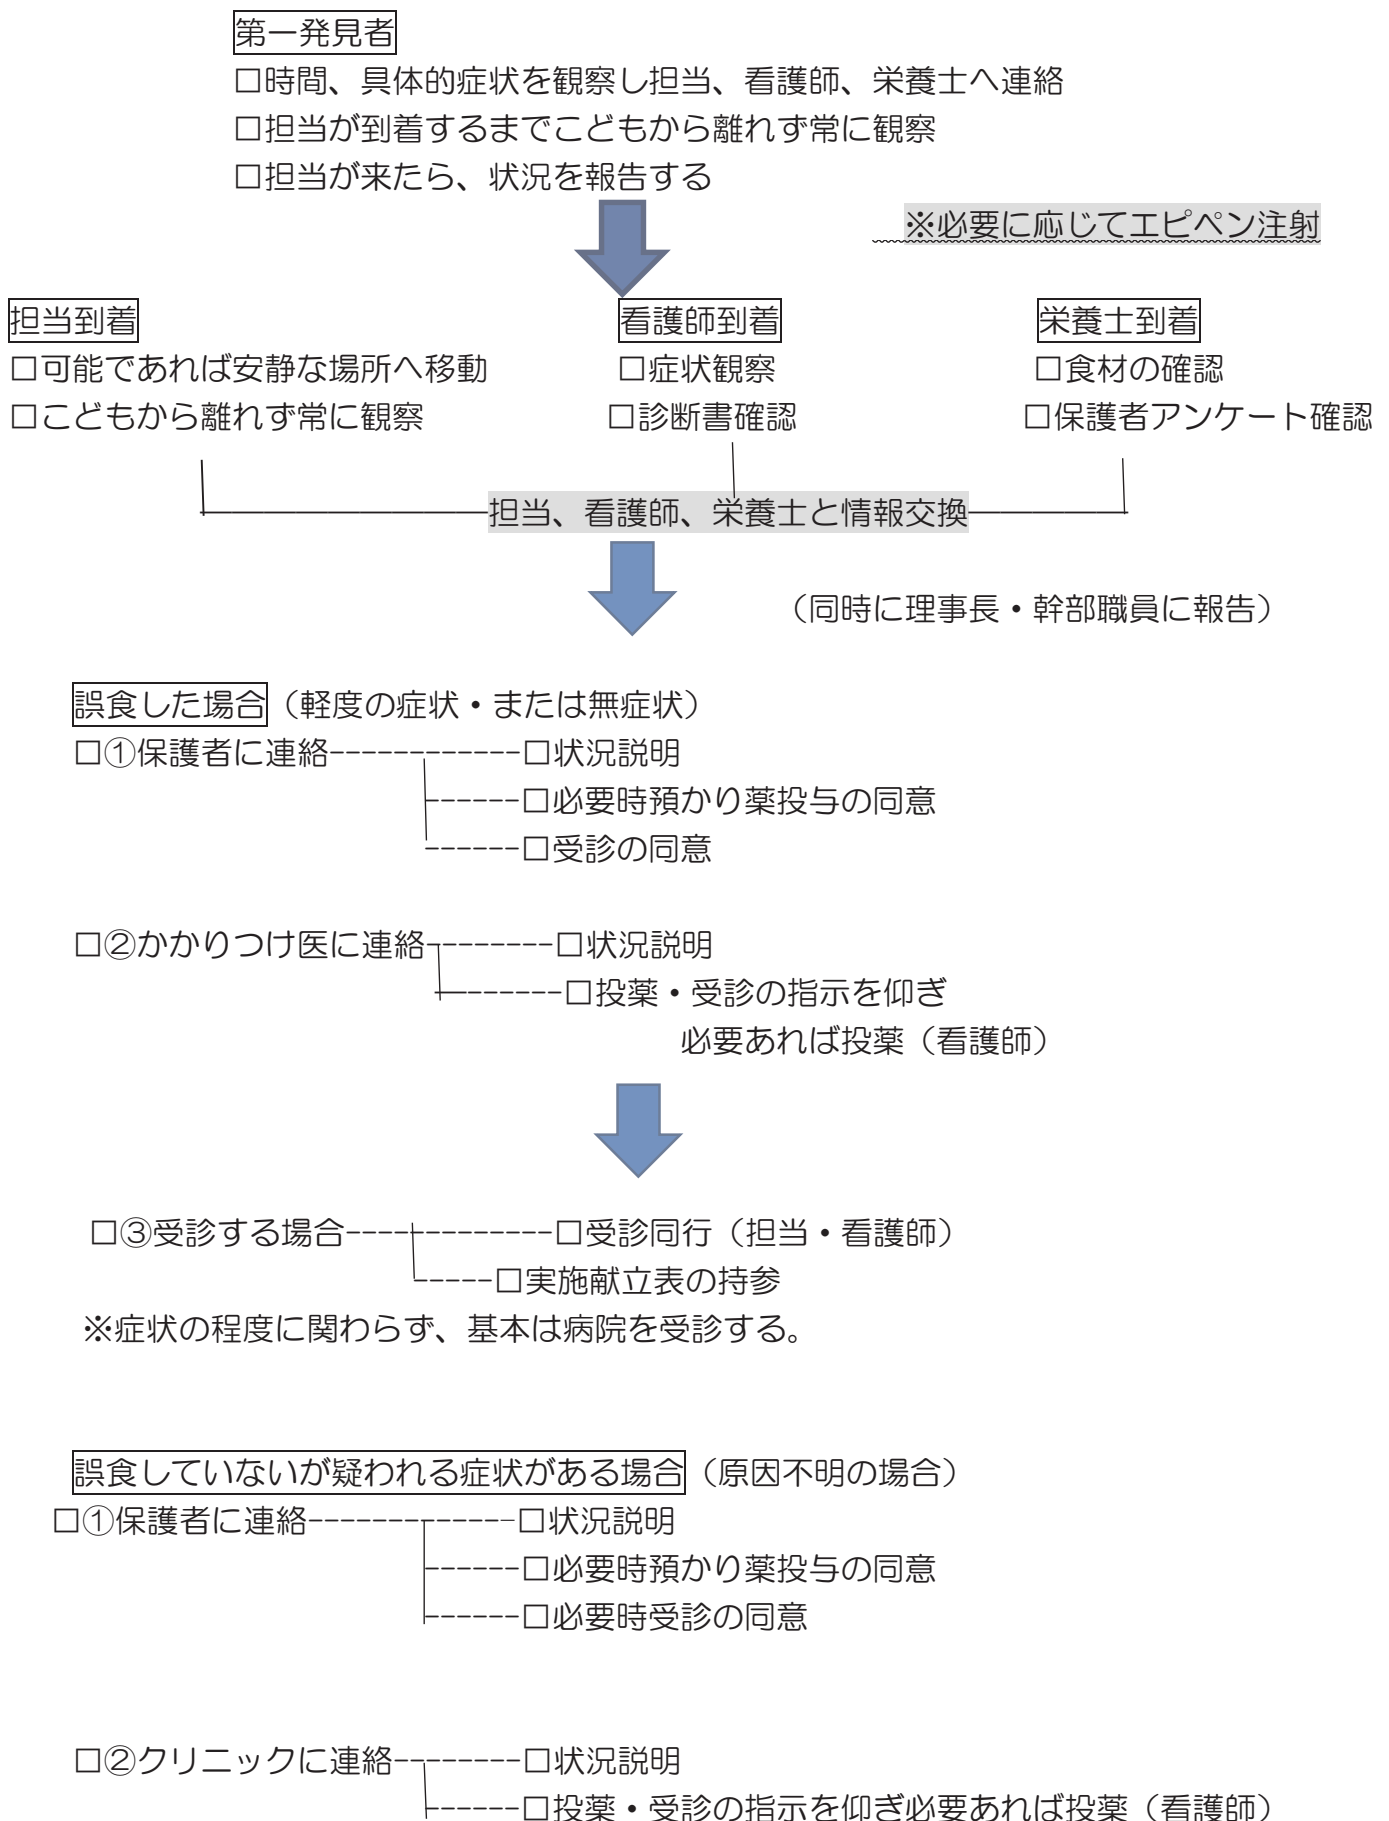 第一発見者
□時間、具体的症状を観察し担当、看護師、栄養士へ連絡
□担当が到着するまでこどもから離れず常に観察
□担当が来たら、状況を報告する
※必要に応じてエピペン注射
担当到着 看護師到着 栄養士到着
□可能であれば安静な場所へ移動 □症状観察 □食材の確認
□こどもから離れず常に観察 □診断書確認 □保護者アンケート確認
担当、看護師、栄養士と情報交換
（同時に理事長・幹部職員に報告）
誤食した場合（軽度の症状・または無症状）
□①保護者に連絡------------□状況説明
------□必要時預かり薬投与の同意
------□受診の同意
□②かかりつけ医に連絡--------□状況説明
-------□投薬・受診の指示を仰ぎ
必要あれば投薬（看護師）
□③受診する場合-------------□受診同行（担当・看護師）
-----□実施献立表の持参
※症状の程度に関わらず、基本は病院を受診する。
誤食していないが疑われる症状がある場合（原因不明の場合）
□①保護者に連絡-------------□状況説明
------□必要時預かり薬投与の同意
------□必要時受診の同意
□②クリニックに連絡--------□状況説明
------□投薬・受診の指示を仰ぎ必要あれば投薬（看護師）